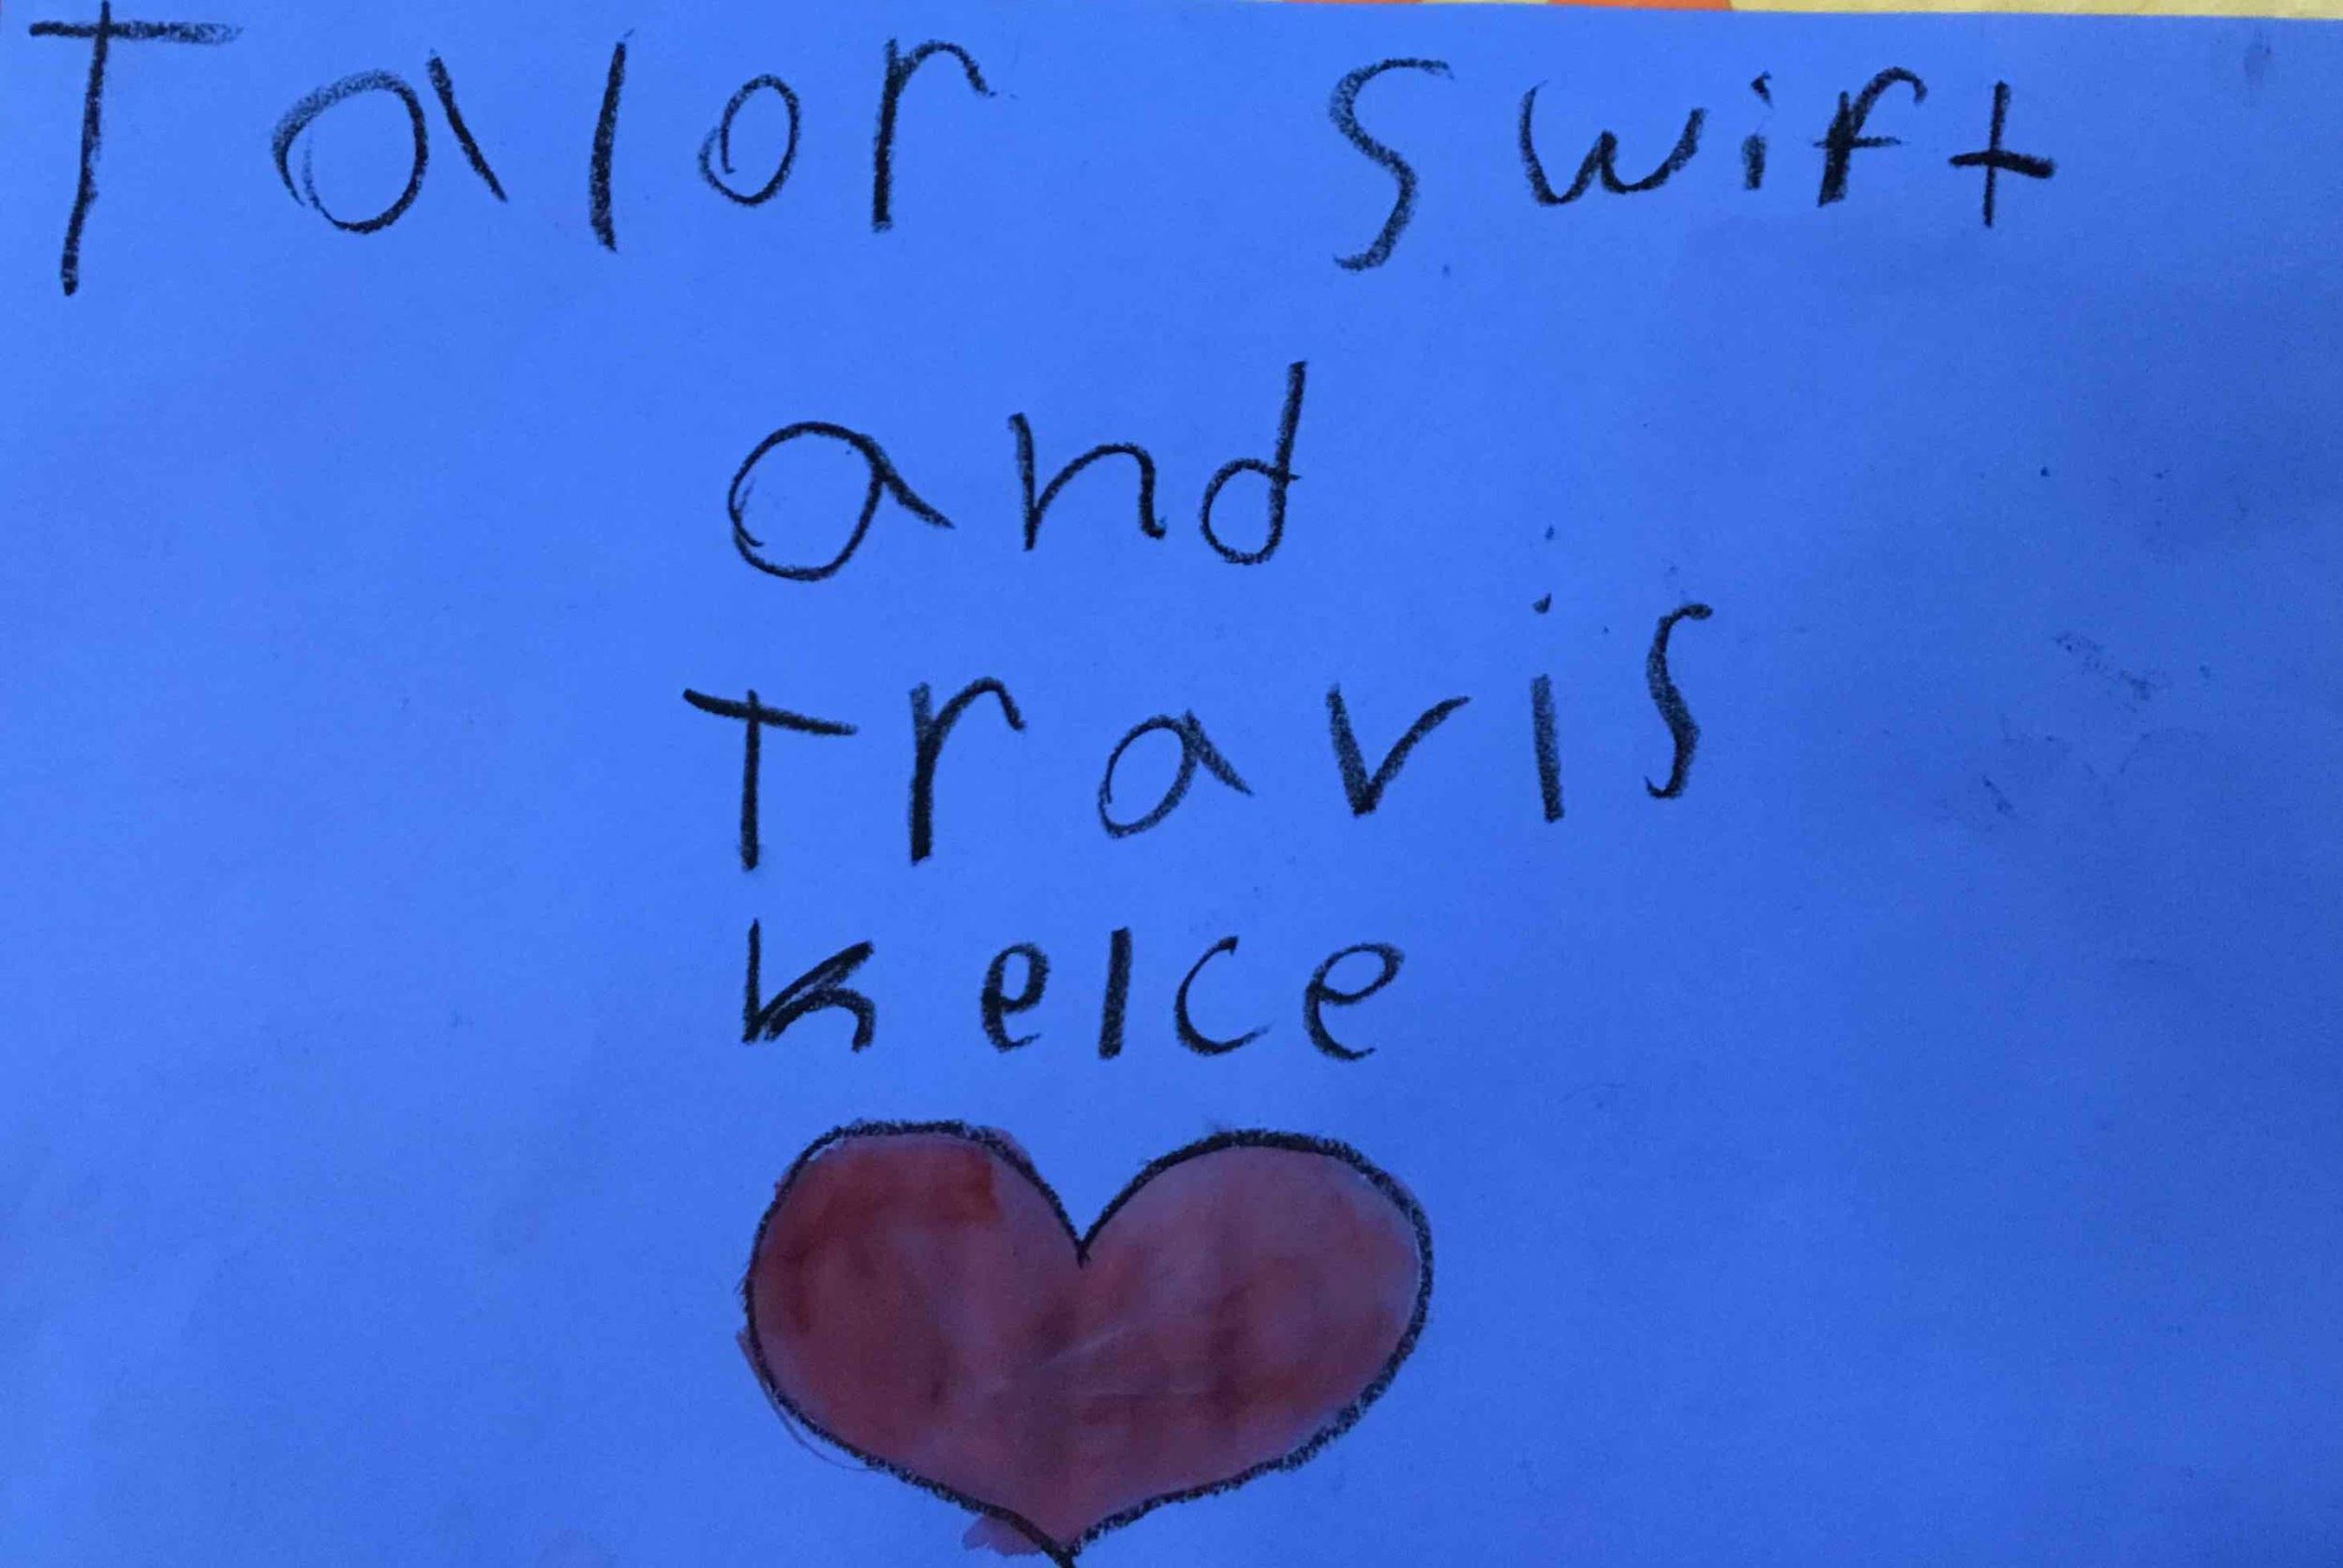 Talor Swift
and
Travis
kelce